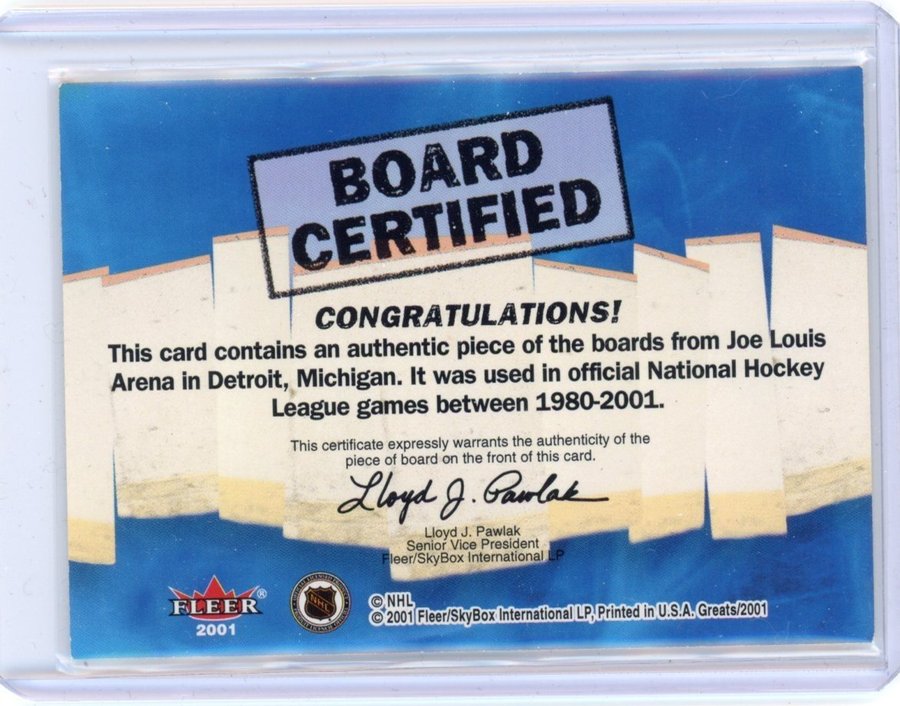 BOARD
CERTIFIED
CONGRATULATIONS!
This card contains an authentic piece of the boards from Joe Louis
Arena in Detroit, Michigan. It was used in official National Hockey
League games between 1980-2001.
This certificate expressly warrants the authenticity of the
piece of board on the front of this card.
Lloyd J. Pawlak
Lloyd J. Pawlak
Senior Vice President
Fleer/SkyBox International LP
FLEER®
2001
NHL
© NHL
© 2001 Fleer/SkyBox International LP, Printed in U.S.A. Greats/2001